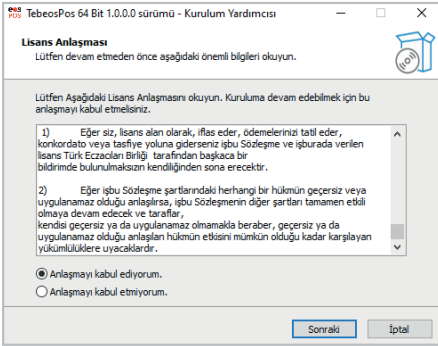 eos
POS
TebeosPos 64 Bit 1.0.0.0 sürümü - Kurulum Yardımcısı
Lisans Anlaşması
Lütfen devam etmeden önce aşağıdaki önemli bilgileri okuyun.
Lütfen Aşağıdaki Lisans Anlaşmasını okuyun. Kuruluma devam edebilmek için bu
anlaşmayı kabul etmelisiniz.
1) Eğer siz, lisans alan olarak, iflas eder, ödemelerinizi tatil eder,
konkordato veya tasfiye yoluna giderseniz işbu Sözleşme ve işburada verilen
lisans Türk Eczacıları Birliği tarafından başkaca bir
bildirimde bulunulmaksızın kendiliğinden sona erecektir.
2) Eğer işbu Sözleşme şartlarındaki herhangi bir hükmün geçersiz veya
uygulanamaz olduğu anlaşılırsa, işbu Sözleşmenin diğer şartları tamamen etkili
olmaya devam edecek ve taraflar,
kendisi geçersiz ya da uygulanamaz olmamakla beraber, geçersiz ya da
uygulanamaz olduğu anlaşılan hükmün etkisini mümkün olduğu kadar karşılayan
yükümlülüklere uyacaklardır.
Anlaşmayı kabul ediyorum.
Anlaşmayı kabul etmiyorum.
Sonraki
İptal